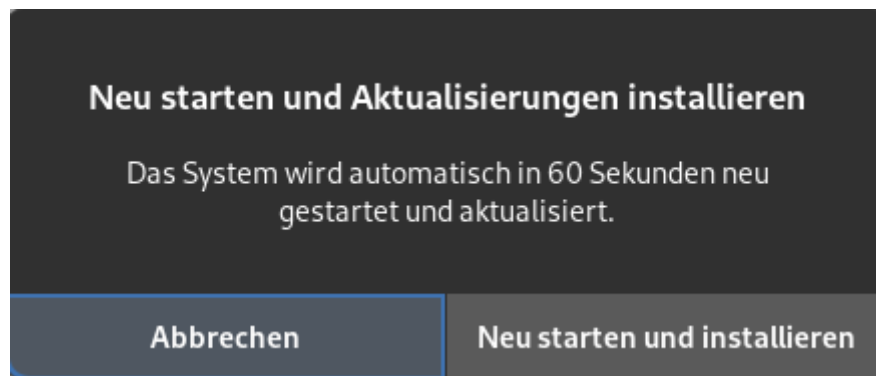 Neu starten und Aktualisierungen installieren
Das System wird automatisch in 60 Sekunden neu
gestartet und aktualisiert.
Abbrechen
Neu starten und installieren